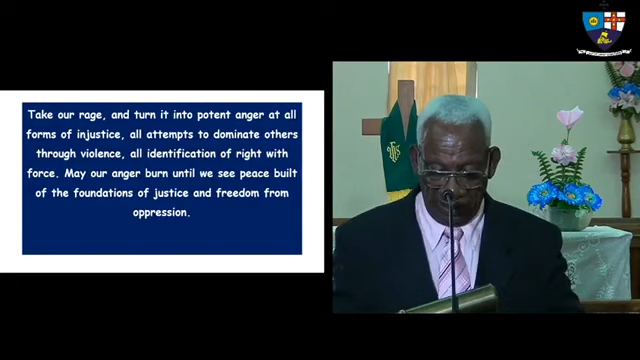 Take our rage, and turn it into potent anger at all
forms of injustice, all attempts to dominate others
through violence, all identification of right with
force. May our anger burn until we see peace built
of the foundations of justice and freedom from
oppression.
IHS